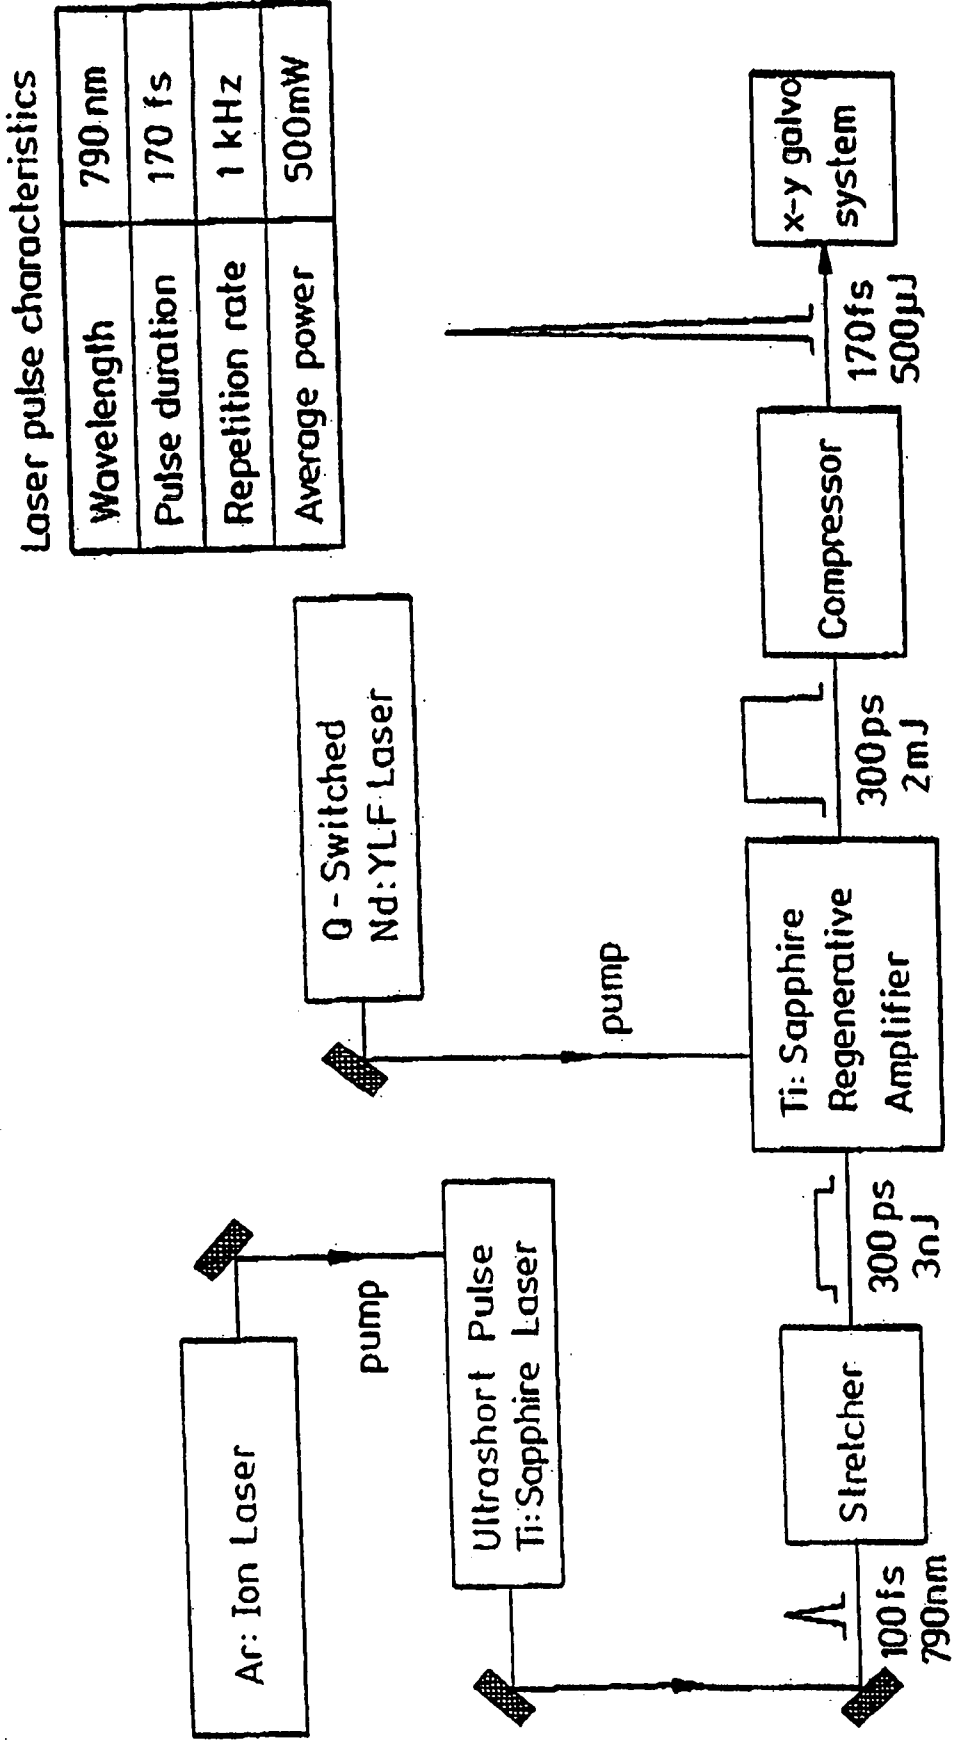 Laser pulse characteristics
Wavelength 790 nm
Pulse duration 170 fs
Repetition rate 1 kHz
Average power 500mW
Ar: Ion Laser
pump
Ultrashort Pulse
Ti:Sapphire Laser
Q-Switched
Nd:YLF Laser
pump
100fs
790nm
Stretcher
300ps
3nJ
Ti: Sapphire
Regenerative
Amplifier
300ps
2mJ
Compressor
170fs
500μJ
x-y galvo
system